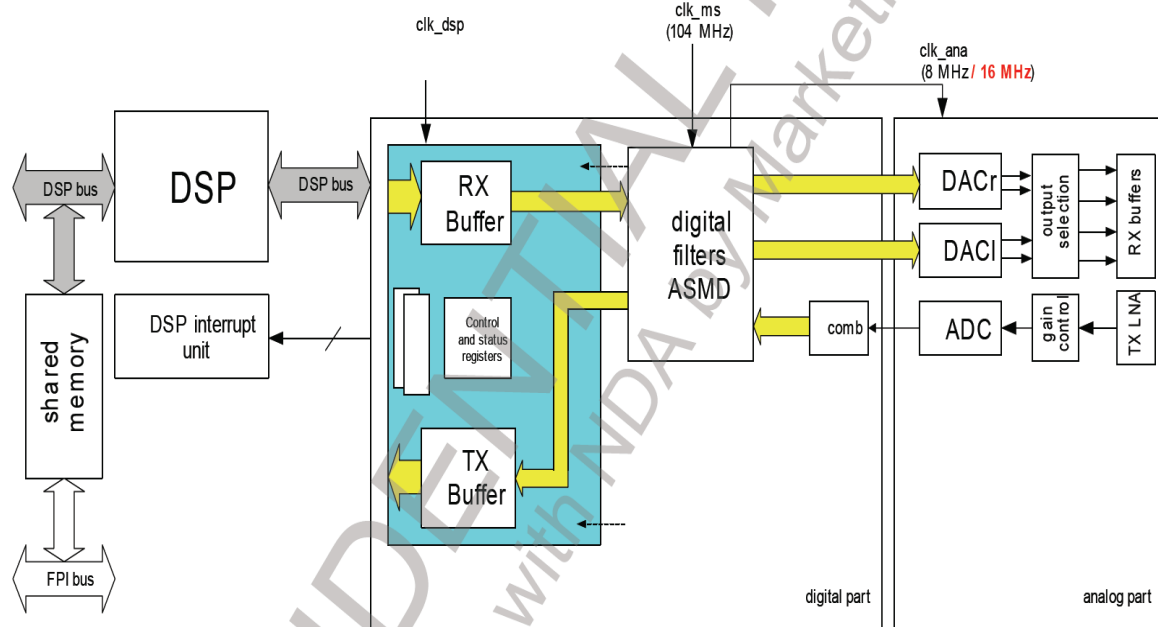 clk_dsp
clk_ms
(104 MHz)
clk_ana
(8 MHz / 16 MHz)
DSP bus
DSP
DSP bus
RX
Buffer
digital
filters
ASMD
DACr
DACl
output
selection
RX buffers
shared
memory
DSP interrupt
unit
Control
and status
registers
comb
ADC
gain
control
TX LNA
TX
Buffer
FPI bus
digital part
analog part
with NDA by